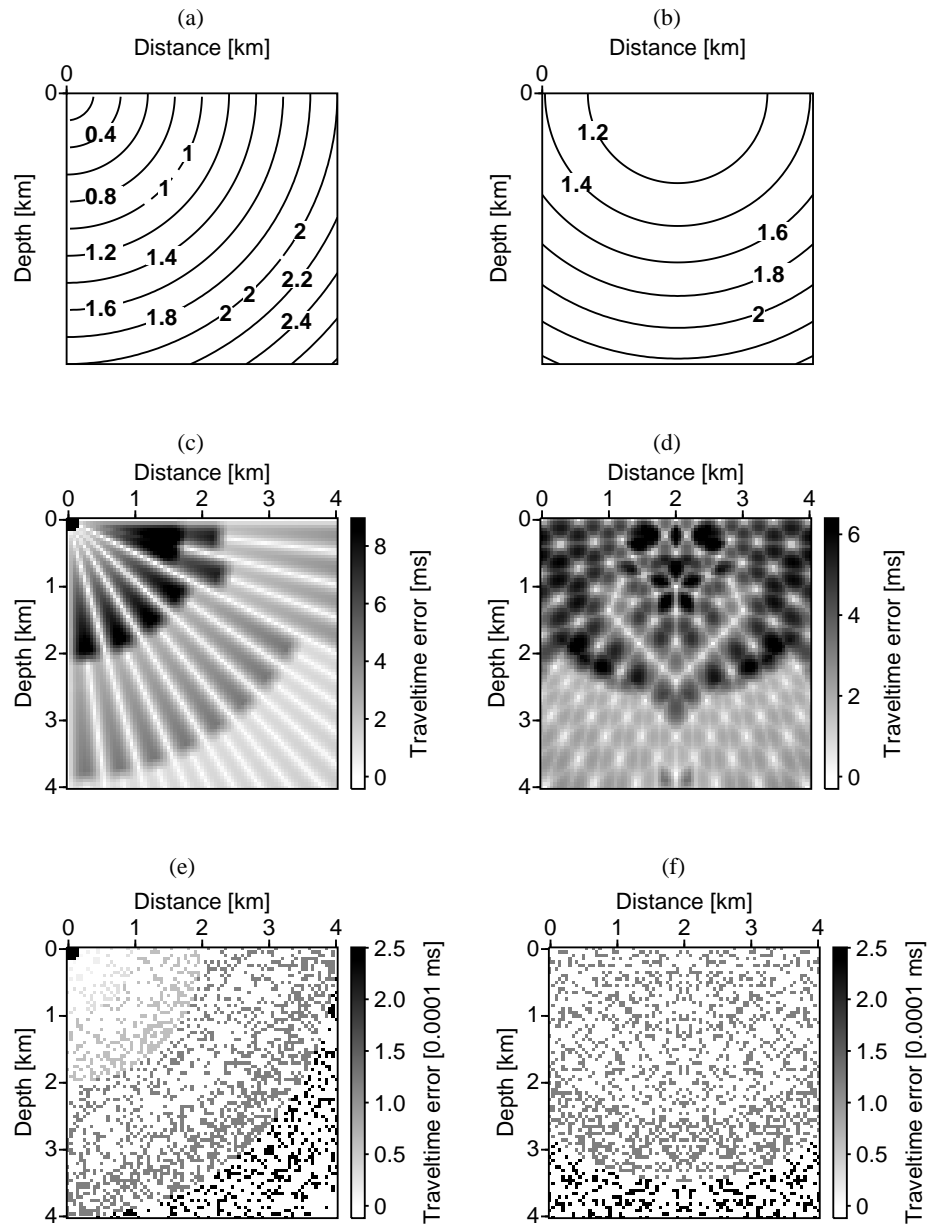 (a)
Distance [km]
0
0
Depth [km]
0.4
1
0.8
1
1.2
1.4
2
2.2
1.6
1.8
2
2
2.4
(b)
Distance [km]
0
0
Depth [km]
1.2
1.4
1.6
1.8
2
(c)
Distance [km]
0 1 2 3 4
0
1
2
3
4
Depth [km]
8
6
4
2
0
Traveltime error [ms]
(d)
Distance [km]
0 1 2 3 4
0
1
2
3
4
Depth [km]
6
4
2
0
Traveltime error [ms]
(e)
Distance [km]
0 1 2 3 4
0
1
2
3
4
Depth [km]
2.5
2.0
1.5
1.0
0.5
0
Traveltime error [0.0001 ms]
(f)
Distance [km]
0 1 2 3 4
0
1
2
3
4
Depth [km]
2.5
2.0
1.5
1.0
0.5
0
Traveltime error [0.0001 ms]